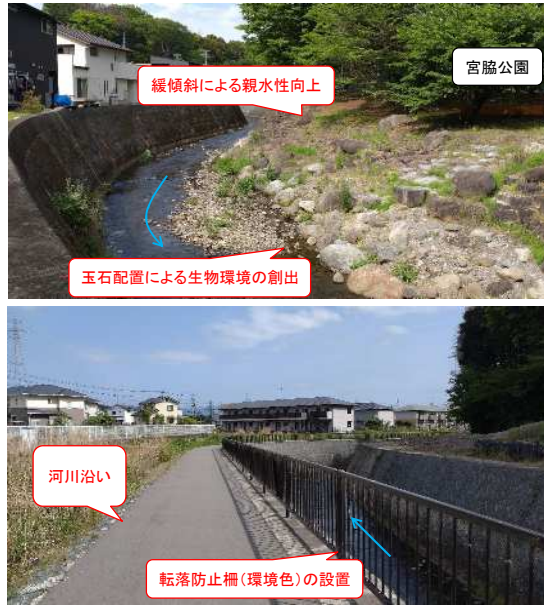 宮脇公園
緩傾斜による親水性向上
玉石配置による生物環境の創出
河川沿い
転落防止柵(環境色)の設置